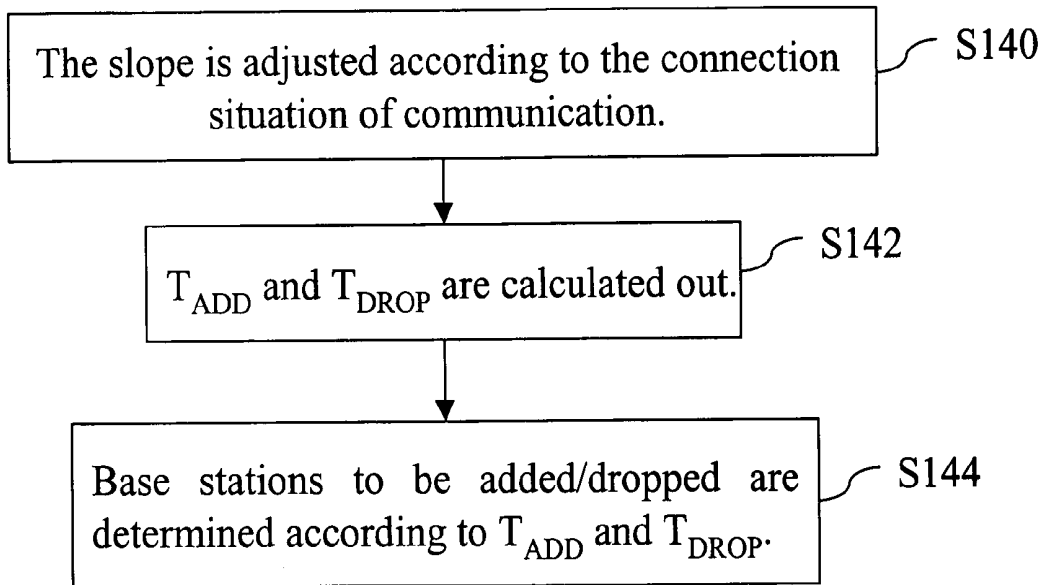 The slope is adjusted according to the connection
situation of communication.
S140
T_ADD and T_DROP are calculated out.
S142
Base stations to be added/dropped are
determined according to T_ADD and T_DROP.
S144